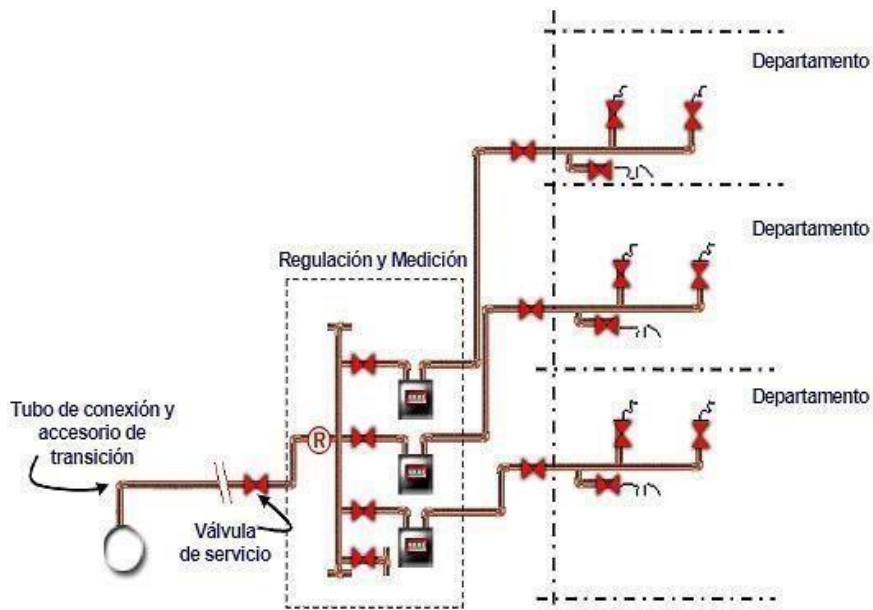 Departamento
Departamento
Regulación y Medición
Departamento
Tubo de conexión y
accesorio de
transición
R
Válvula
de servicio